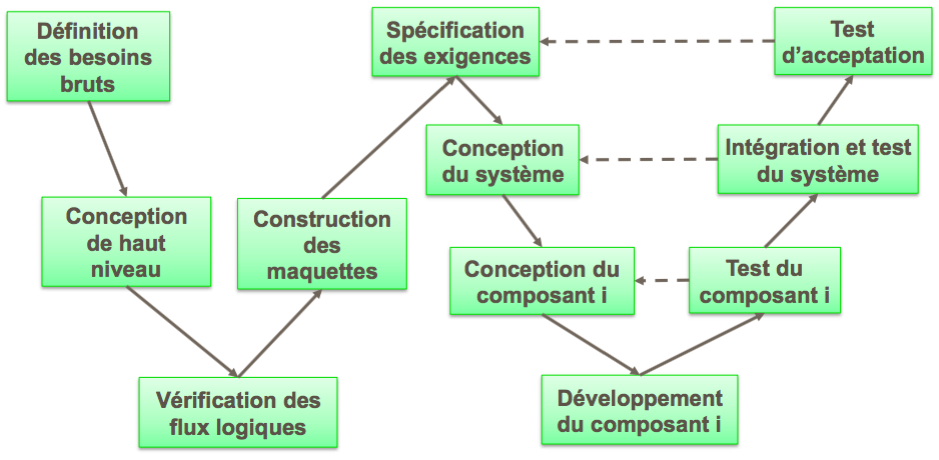 Définition
des besoins
bruts
Conception
de haut
niveau
Vérification des
flux logiques
Construction
des
maquettes
Spécification
des exigences
Conception
du système
Conception du
composant i
Développement
du composant i
Test du
composant i
Intégration et test
du système
Test
d’acceptation